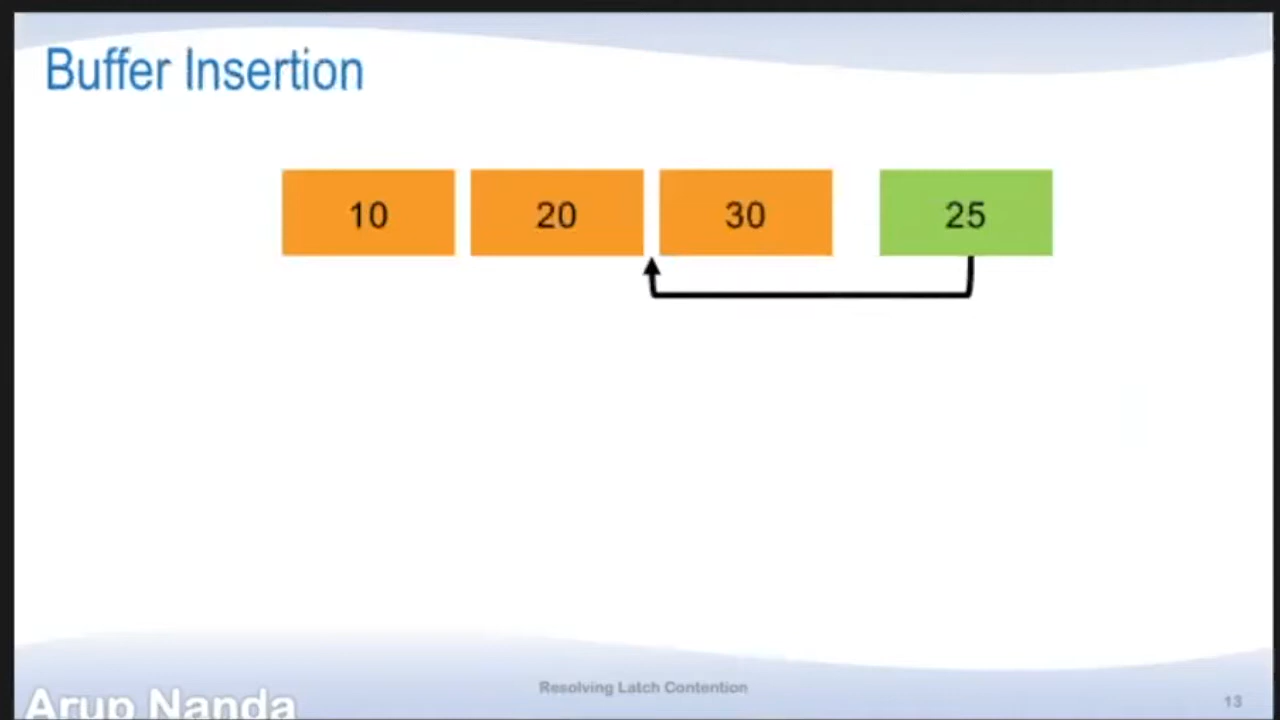 Buffer Insertion
10 20 30 25
Resolving Latch Contention
13
Arup Nanda